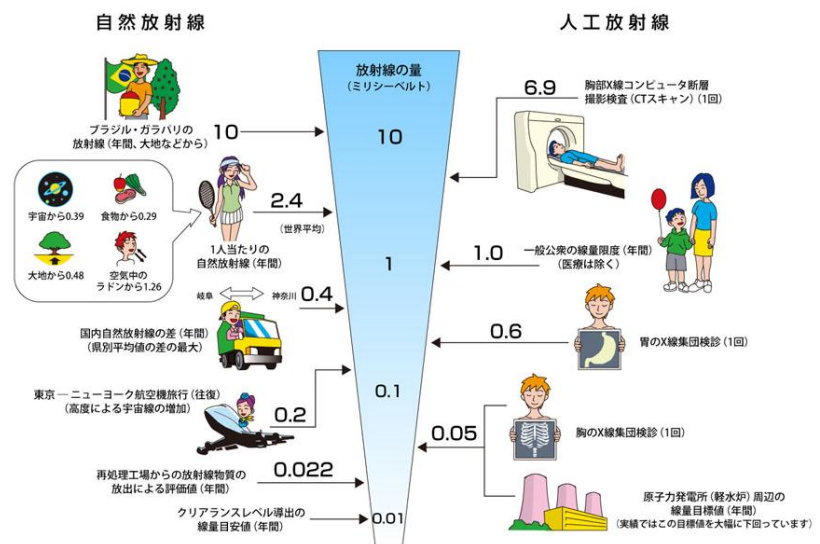 自然放射線
人工放射線
放射線の量
(ミリシーベルト)
10
1
0.1
0.01
ブラジル・ガラパリの
放射線(年間、大地などから)
10
宇宙から0.39
食物から0.29
大地から0.48
空気中の
ラドンから1.26
2.4
(世界平均)
1人当たりの
自然放射線(年間)
岐阜
神奈川
0.4
国内自然放射線の差(年間)
(県別平均値の差の最大)
東京―ニューヨーク航空機旅行(往復)
(高度による宇宙線の増加)
0.2
再処理工場からの放射線物質の
放出による評価値(年間)
0.022
クリアランスレベル導出の
線量目安値(年間)
6.9
胸部X線コンピュータ断層
撮影検査(CTスキャン)(1回)
1.0
一般公衆の線量限度(年間)
(医療は除く)
0.6
胃のX線集団検診(1回)
0.05
胸のX線集団検診(1回)
原子力発電所(軽水炉)周辺の
線量目標値(年間)
(実績ではこの目標値を大幅に下回っています)